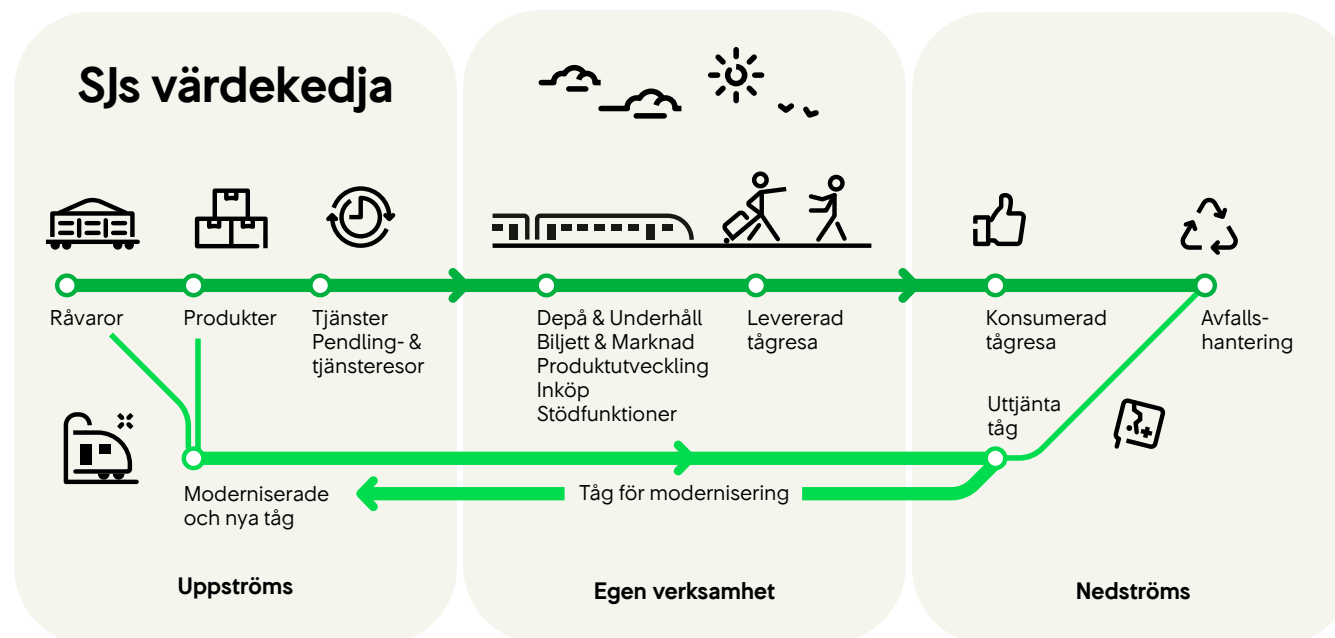 SJs värdekedja
Råvaror
Produkter
Tjänster
Pendling- &
tjänsteresor
Depå & Underhåll
Biljett & Marknad
Produktutveckling
Inköp
Stödfunktioner
Levererad
tågresa
Konsumerad
tågresa
Avfalls-
hantering
Uttjänta
tåg
Moderniserade
och nya tåg
Tåg för modernisering
Uppströms
Egen verksamhet
Nedströms